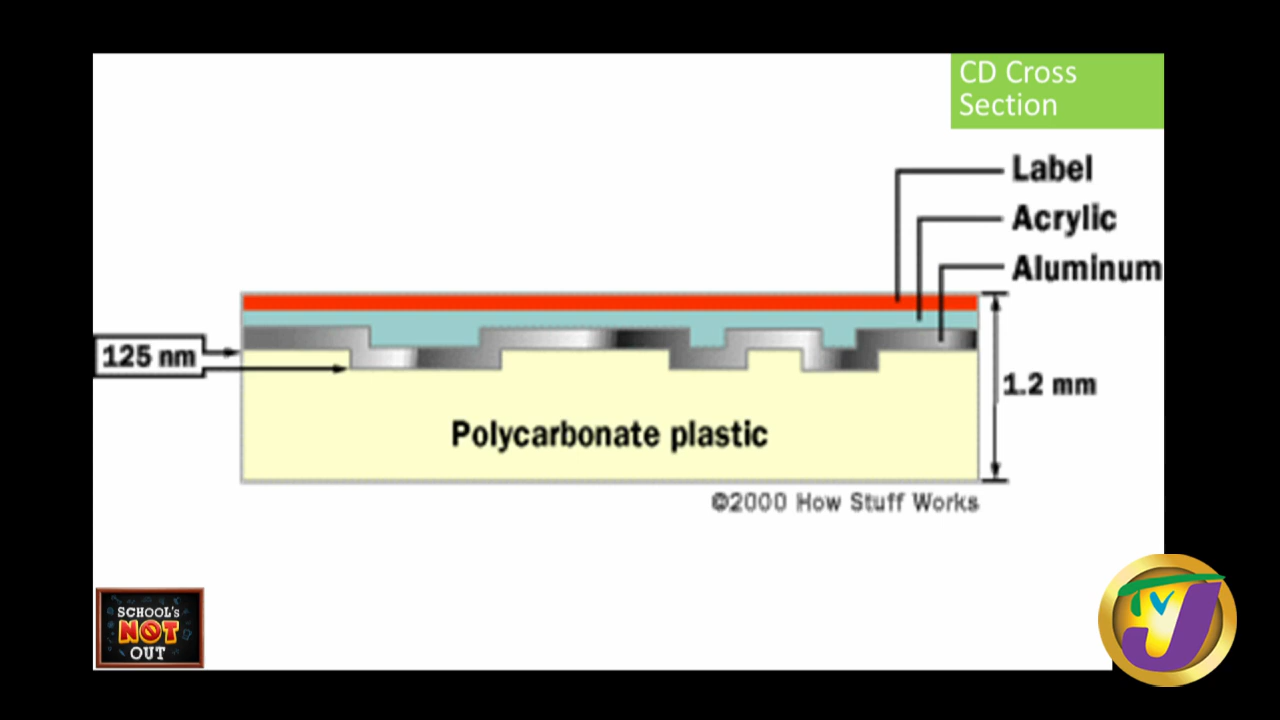 CD Cross
Section
Label
Acrylic
Aluminum
125 nm
1.2 mm
Polycarbonate plastic
©2000 How Stuff Works
SCHOOL's
NOT
OUT
TVJ